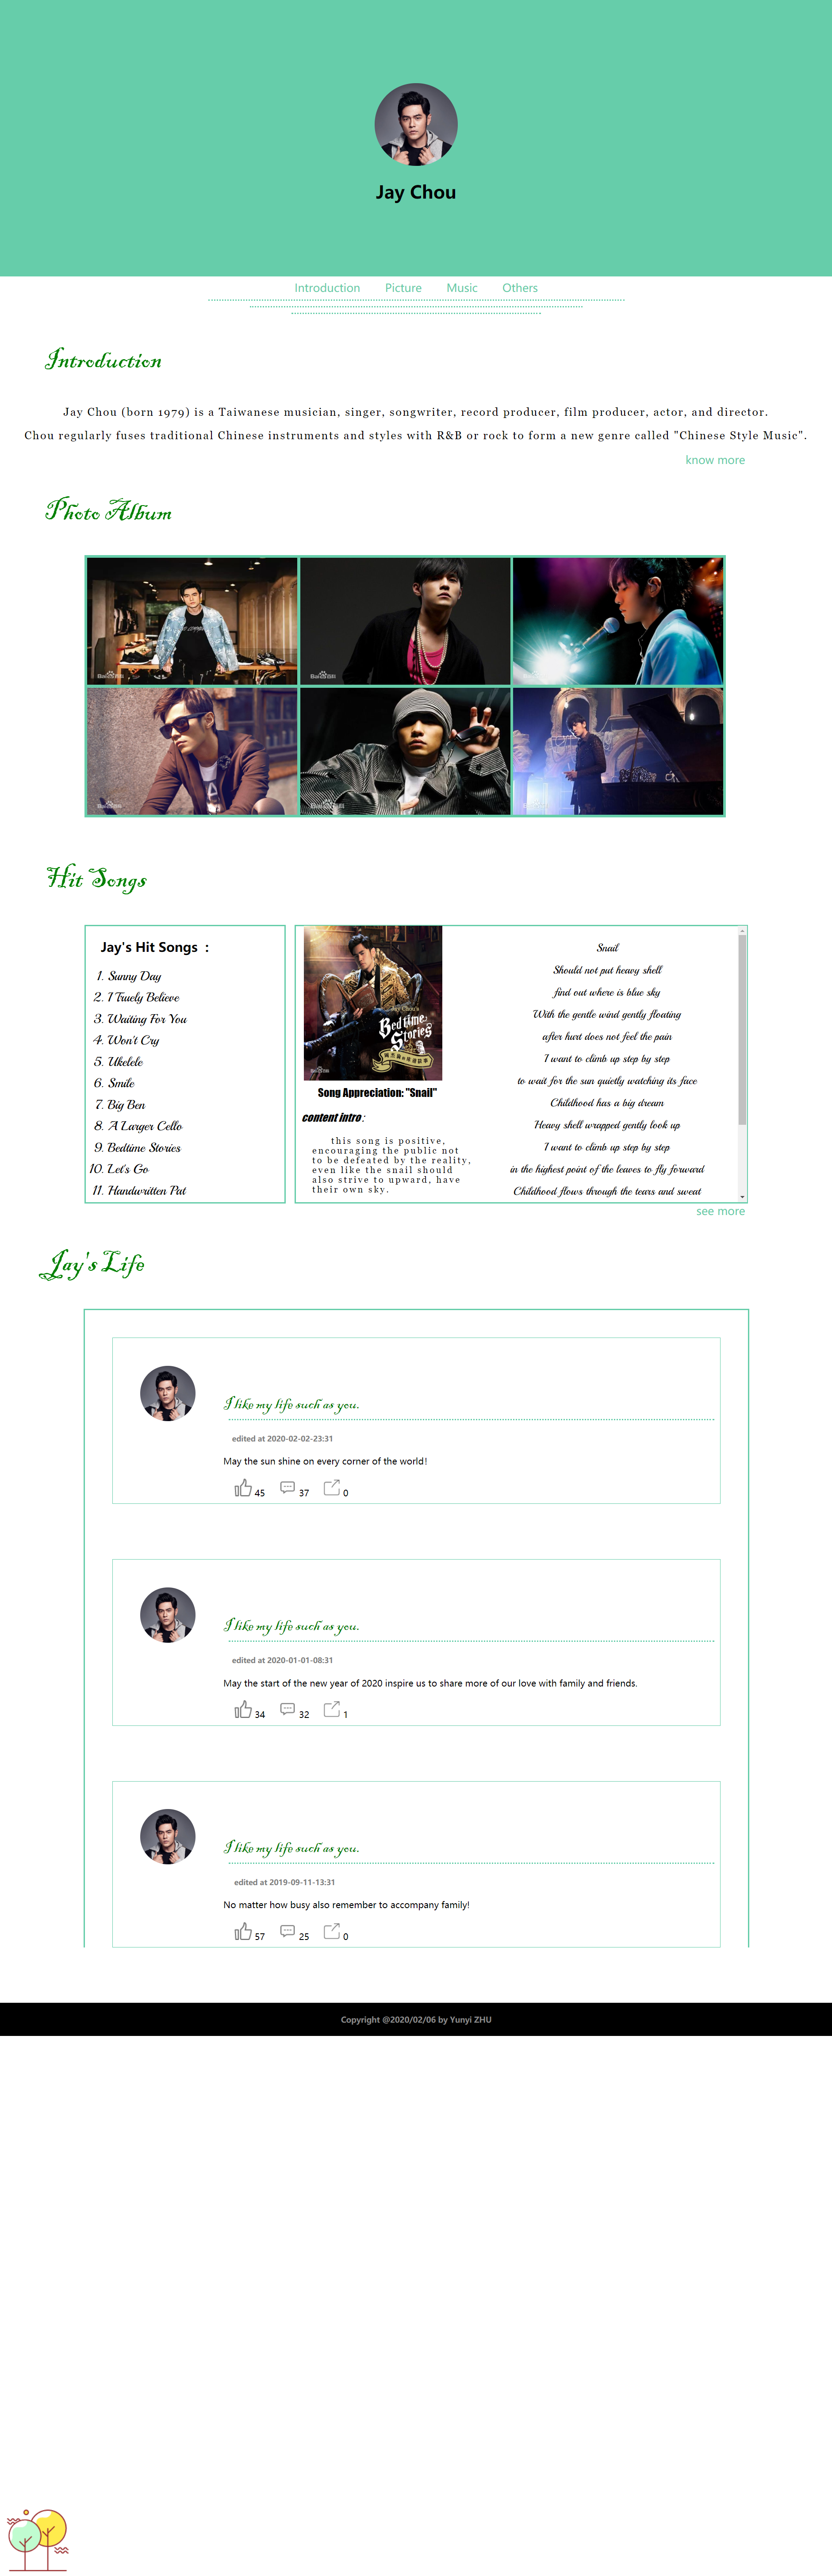 Jay Chou
Introduction Picture Music Others
Introduction
Jay Chou (born 1979) is a Taiwanese musician, singer, songwriter, record producer, film producer, actor, and director.
Chou regularly fuses traditional Chinese instruments and styles with R&B or rock to form a new genre called "Chinese Style Music".
know more
Photo Album
Hit Songs
Jay's Hit Songs :
1. Sunny Day
2. I Truely Believe
3. Waiting For You
4. Won't Cry
5. Ukelele
6. Smile
7. Big Ben
8. A Larger Cello
9. Bedtime Stories
10. Let's Go
11. Handwritten Pat
Bedtime
Stories
Song Appreciation: "Snail"
content intro :
this song is positive,
encouraging the public not
to be defeated by the reality,
even like the snail should
also strive to upward, have
their own sky.
Snail
Should not put heavy shell
find out where is blue sky
With the gentle wind gently floating
after hurt does not feel the pain
I want to climb up step by step
to wait for the sun quietly watching its face
Childhood has a big dream
Heavy shell wrapped gently look up
I want to climb up step by step
in the highest point of the leaves to fly forward
Childhood flows through the tears and sweat
see more
Jay's Life
I like my life such as you.
edited at 2020-02-02-23:31
May the sun shine on every corner of the world!
45 37 0
I like my life such as you.
edited at 2020-01-01-08:31
May the start of the new year of 2020 inspire us to share more of our love with family and friends.
34 32 1
I like my life such as you.
edited at 2019-09-11-13:31
No matter how busy also remember to accompany family!
57 25 0
Copyright @2020/02/06 by Yunyi ZHU